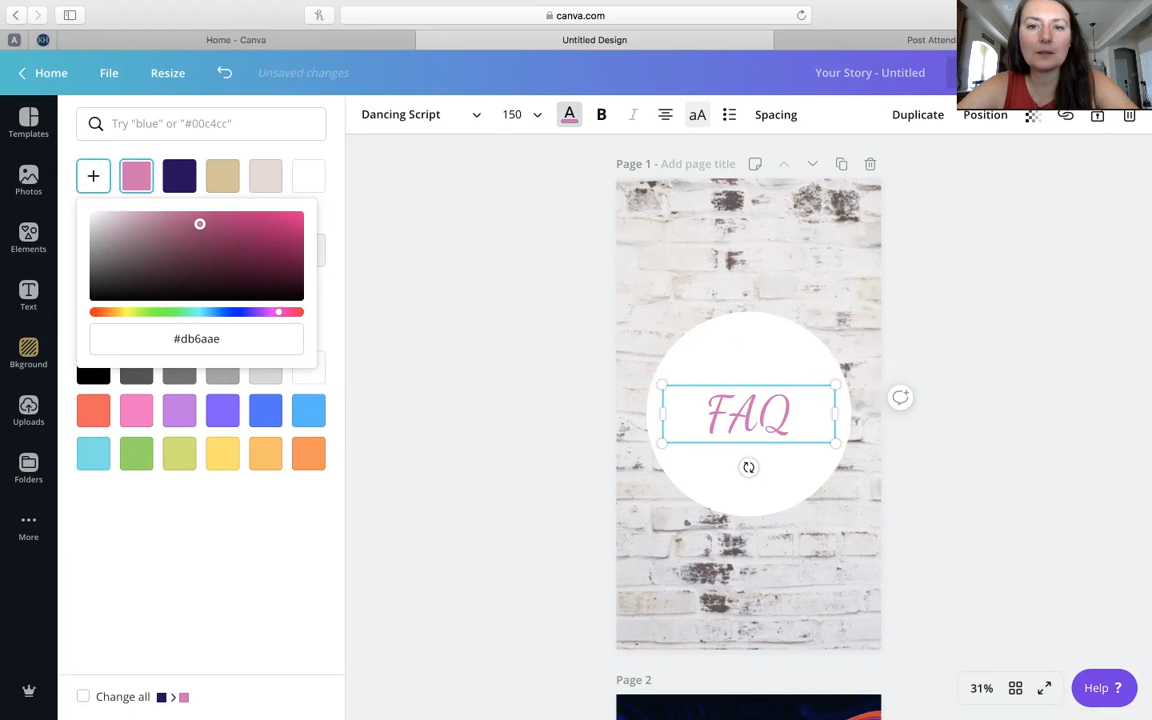 canva.com
A
KH
Home - Canva
Untitled Design
Post Attend
Home
File
Resize
Unsaved changes
Your Story - Untitled
Templates
Photos
Elements
Text
Bkground
Uploads
Folders
More
Try "blue" or "#00c4cc"
#db6aae
Change all
Dancing Script
150
A
B
I
aA
Spacing
Duplicate
Position
Page 1 - Add page title
FAQ
Page 2
31%
Help ?